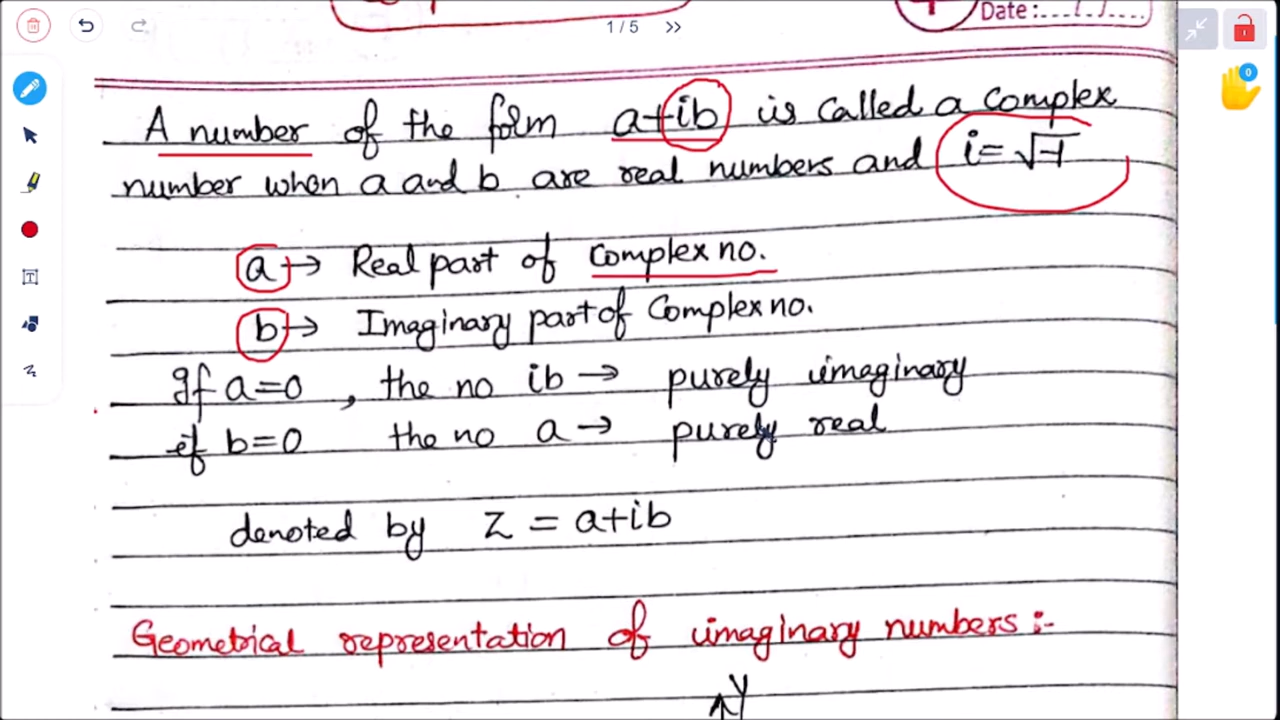 Date:.../.../....
1 / 5 >>
0
A number of the form a+ib is called a complex
number when a and b are real numbers and i= √-1
a → Real part of Complex no.
b → Imaginary part of Complex no.
If a=0 , the no ib → purely imaginary
if b=0 the no a → purely real
denoted by Z = a+ib
Geometrical representation of imaginary numbers :-
Y